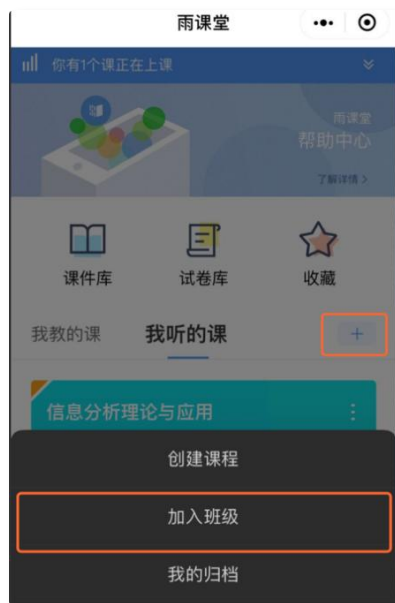 雨课堂
你有1个课正在上课
雨课堂
帮助中心
了解详情 >
课件库 试卷库 收藏
我教的课 我听的课 +
信息分析理论与应用
创建课程
加入班级
我的归档